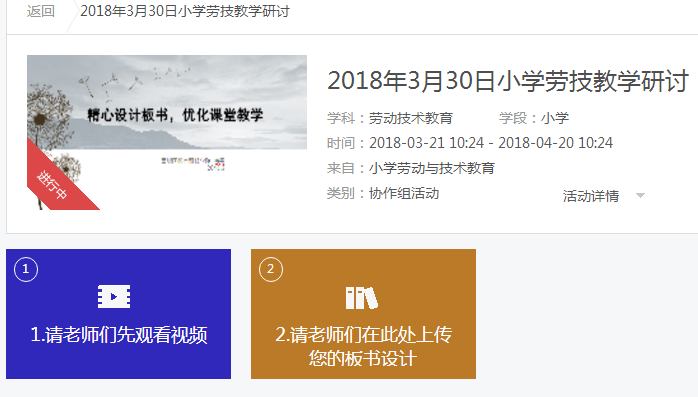 返回 2018年3月30日小学劳技教学研讨
精心设计板书，优化课堂教学
进行中
2018年3月30日小学劳技教学研讨
学科：劳动技术教育 学段：小学
时间：2018-03-21 10:24 - 2018-04-20 10:24
来自：小学劳动与技术教育
类别：协作组活动 活动详情
1
1.请老师们先观看视频
2
2.请老师们在此处上传
您的板书设计